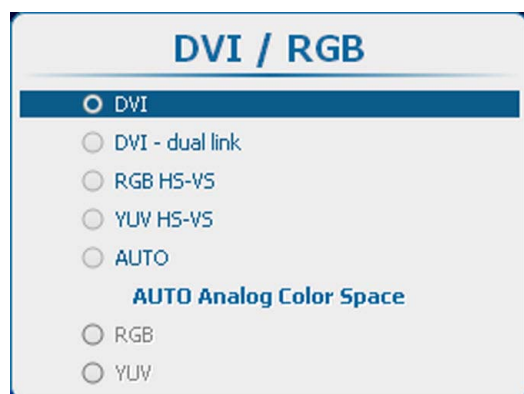 DVI / RGB
DVI
DVI - dual link
RGB HS-VS
YUV HS-VS
AUTO
AUTO Analog Color Space
RGB
YUV